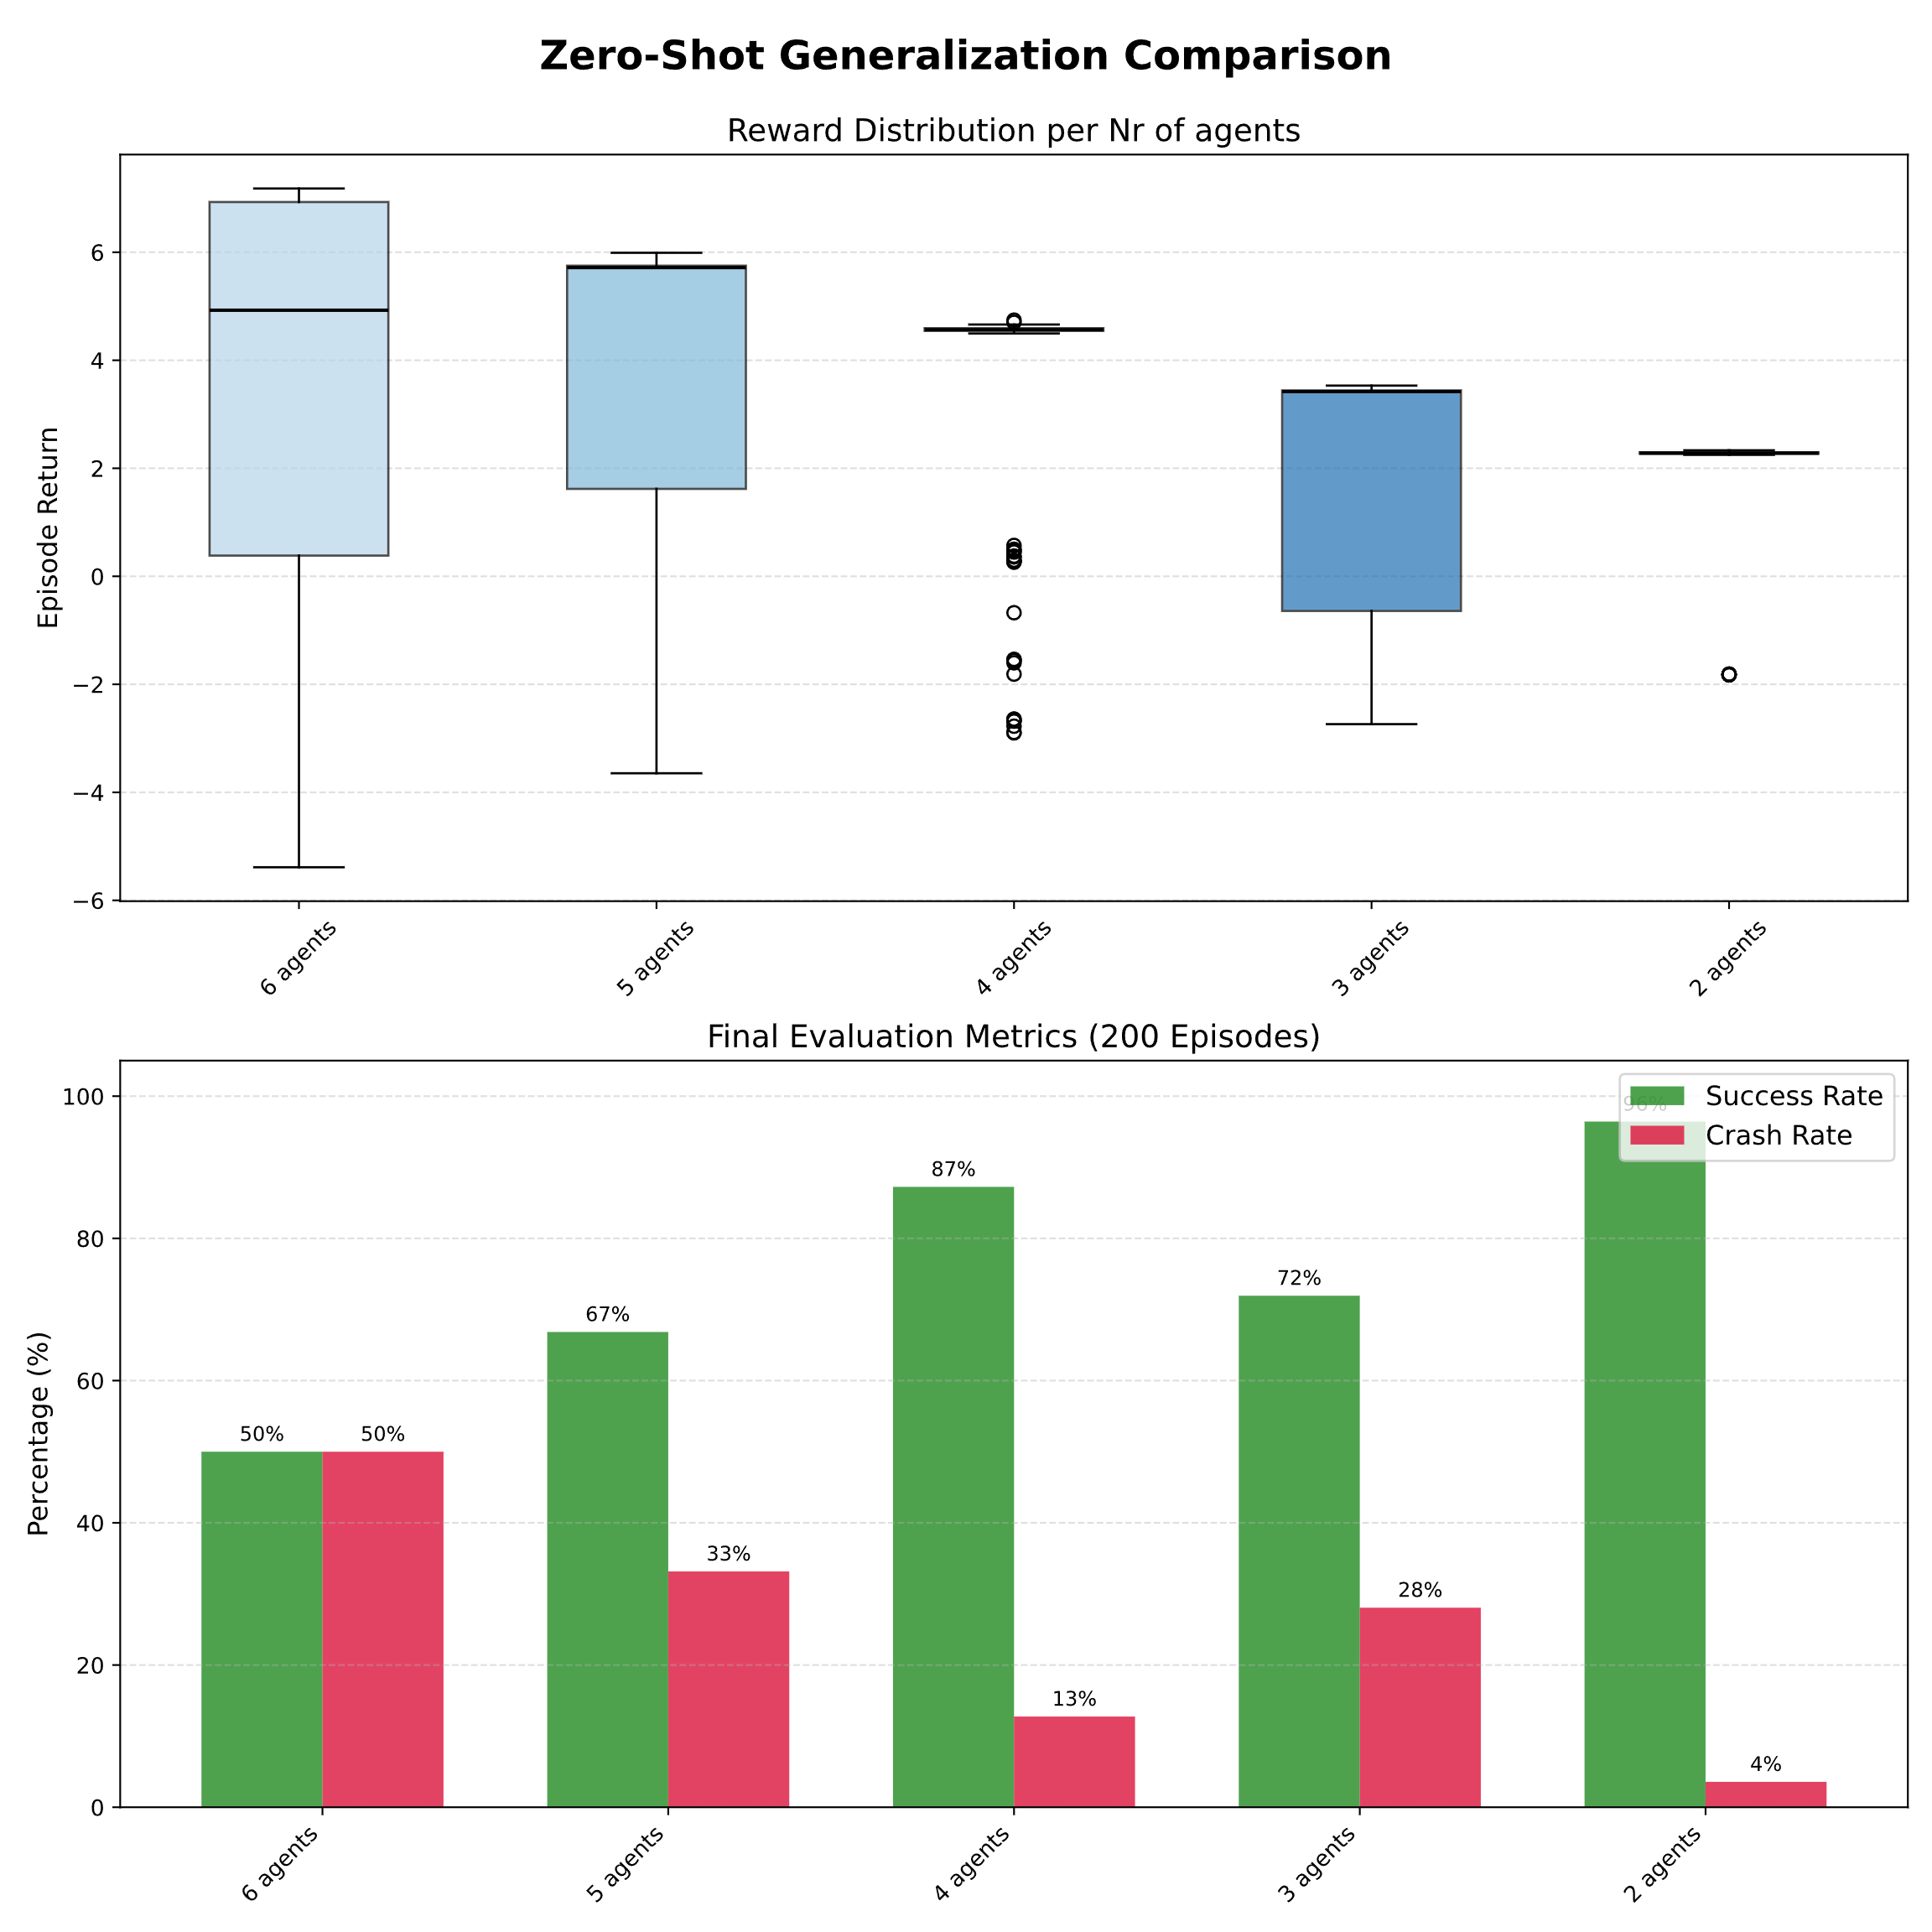 Zero-Shot Generalization Comparison
Reward Distribution per Nr of agents
Episode Return
6
4
2
0
−2
−4
−6
6 agents
5 agents
4 agents
3 agents
2 agents
Final Evaluation Metrics (200 Episodes)
Percentage (%)
100
80
60
40
20
0
Success Rate
Crash Rate
50%
50%
67%
33%
87%
13%
72%
28%
96%
4%
6 agents
5 agents
4 agents
3 agents
2 agents